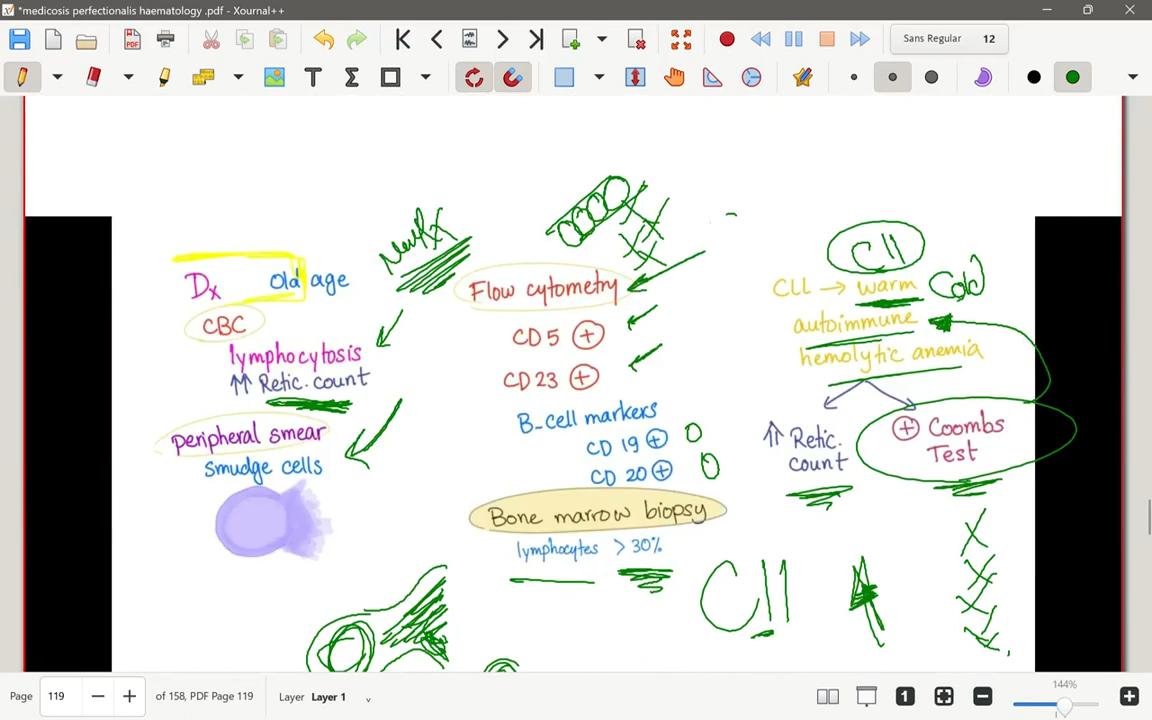 *medicosis perfectionalis haematology .pdf - Xournal++
Sans Regular 12
Dx Old age
CBC
lymphocytosis
↑↑ Retic. count
peripheral smear
smudge cells
Flow cytometry
CD 5 +
CD 23 +
B-cell markers
CD 19 +
CD 20 +
Bone marrow biopsy
lymphocytes > 30%
Cll
CLL → warm Cold
autoimmune
hemolytic anemia
↑ Retic. count
+ Coombs Test
Cll
Page 119 of 158, PDF Page 119 Layer Layer 1
144%